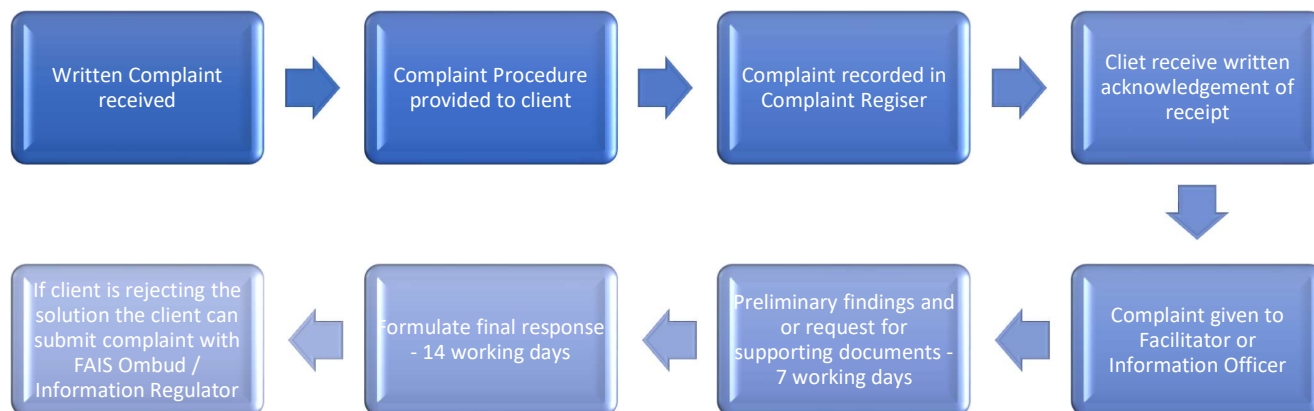 Written Complaint
received
Complaint Procedure
provided to client
Complaint recorded in
Complaint Regiser
Cliet receive written
acknowledgement of
receipt
Complaint given to
Facilitator or
Information Officer
Preliminary findings and
or request for
supporting documents -
7 working days
Formulate final response
- 14 working days
If client is rejecting the
solution the client can
submit complaint with
FAIS Ombud /
Information Regulator